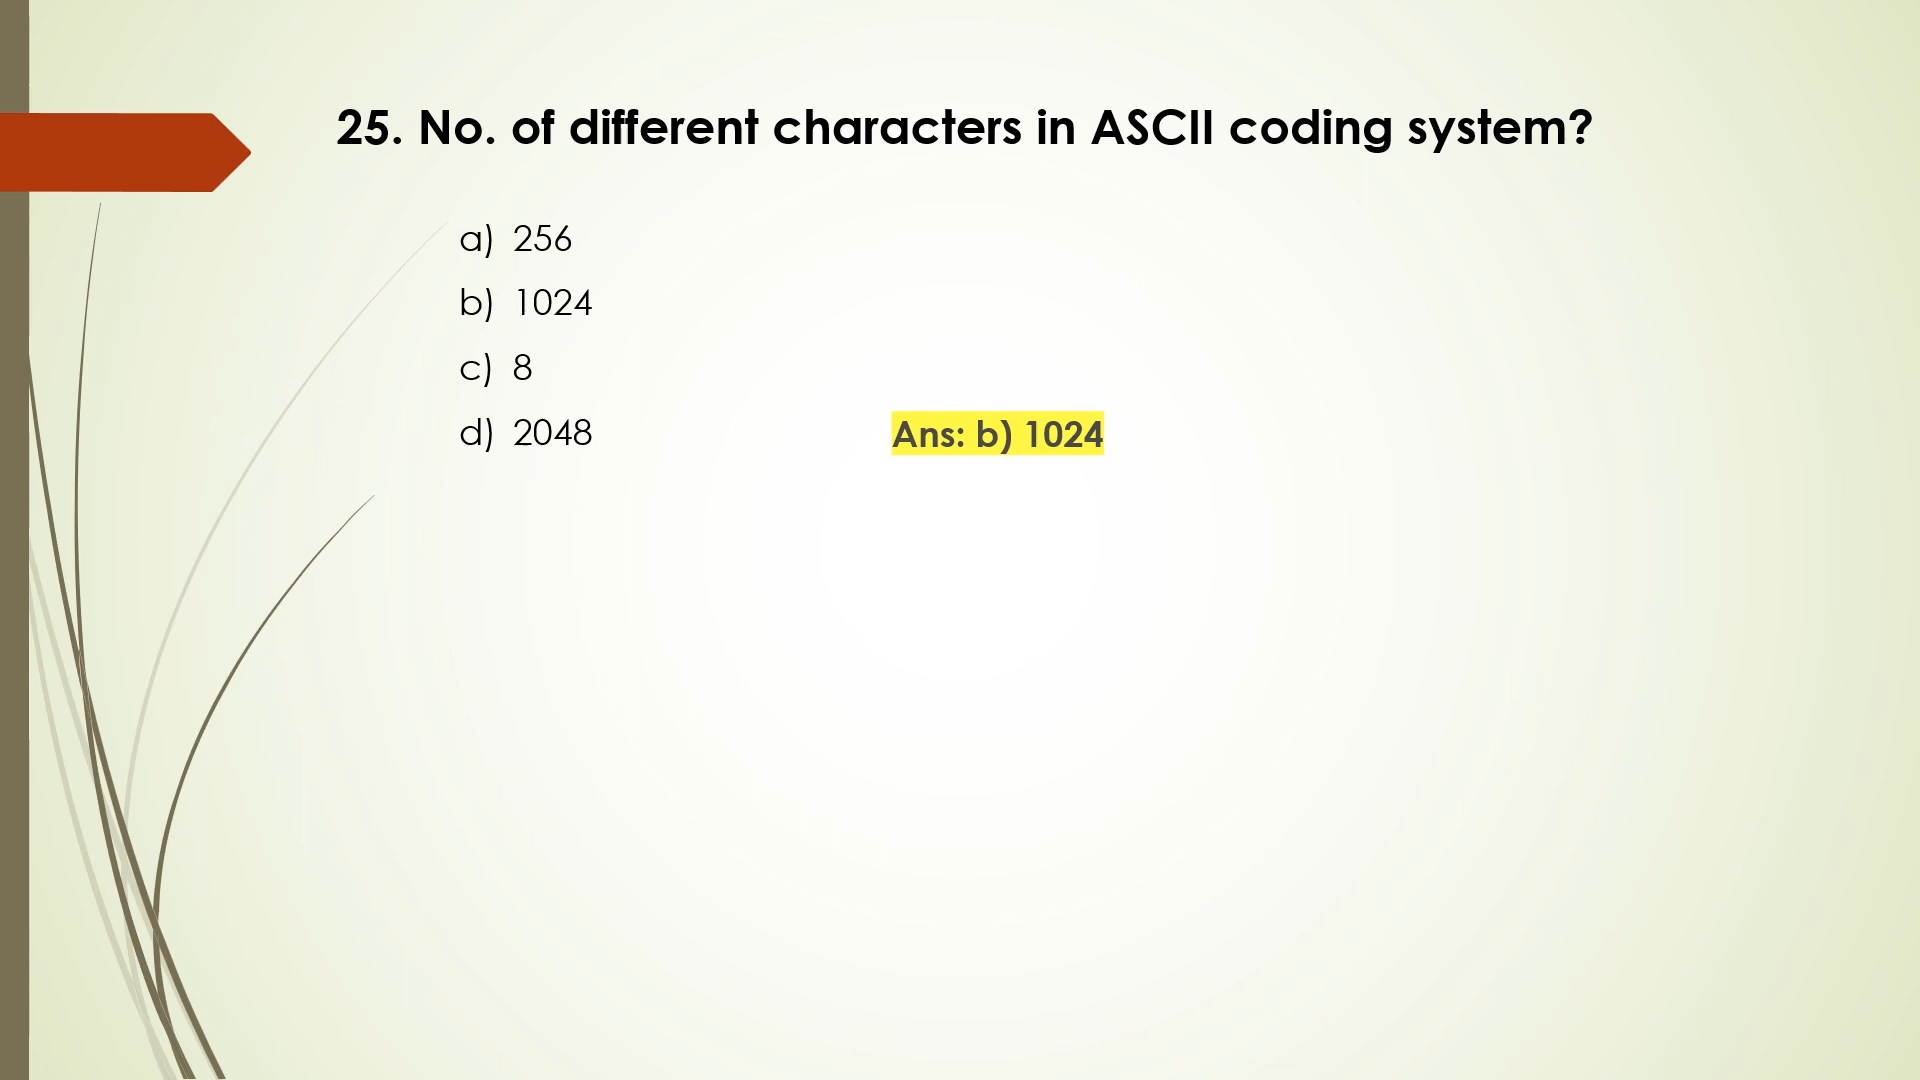 25. No. of different characters in ASCII coding system?
a) 256
b) 1024
c) 8
d) 2048
Ans: b) 1024